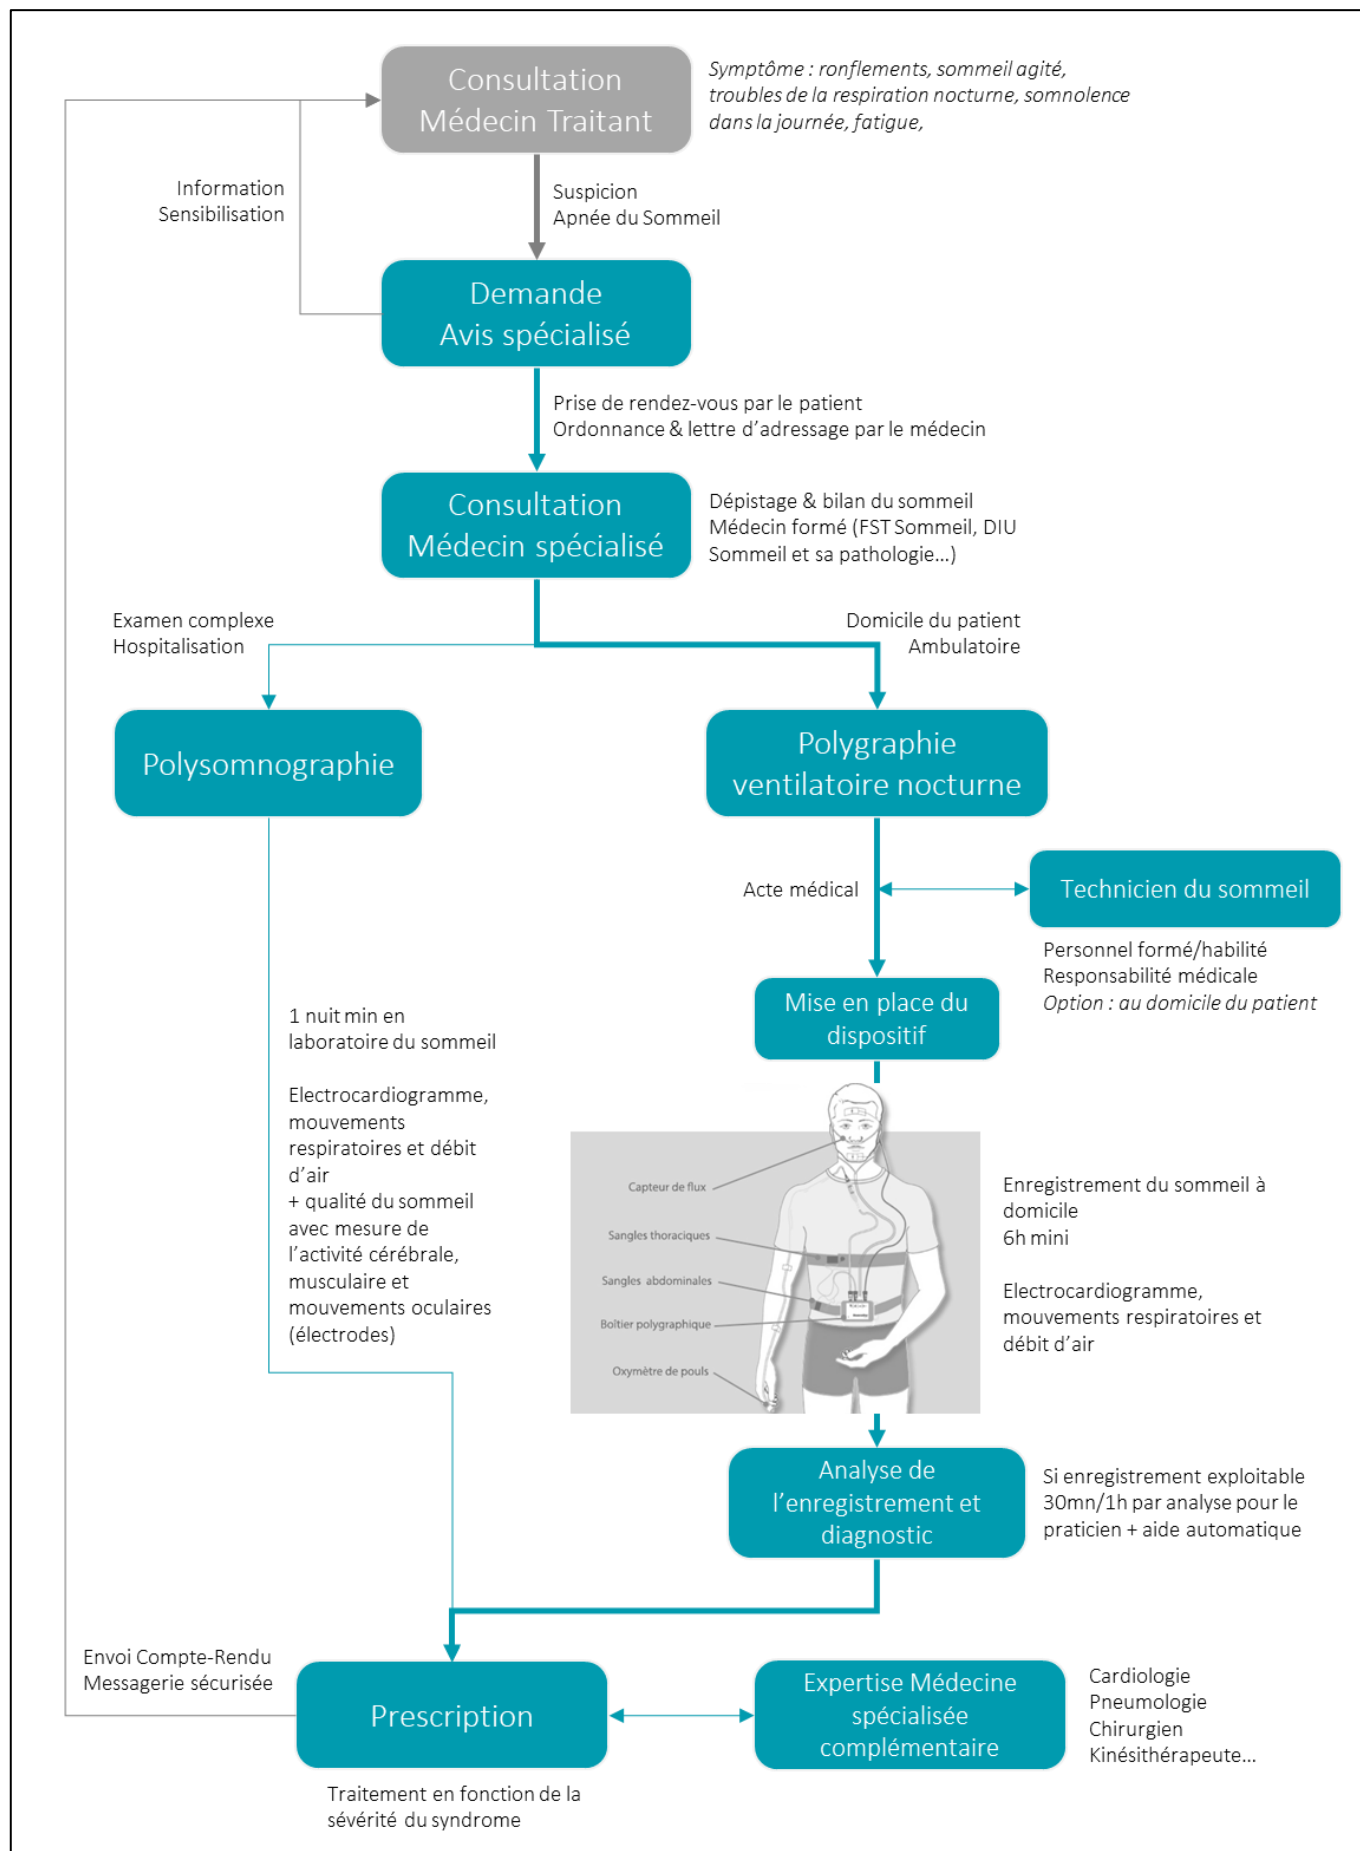 Consultation
Médecin Traitant
Symptôme : ronflements, sommeil agité,
troubles de la respiration nocturne, somnolence
dans la journée, fatigue,
Information
Sensibilisation
Suspicion
Apnée du Sommeil
Demande
Avis spécialisé
Prise de rendez-vous par le patient
Ordonnance & lettre d’adressage par le médecin
Consultation
Médecin spécialisé
Dépistage & bilan du sommeil
Médecin formé (FST Sommeil, DIU
Sommeil et sa pathologie…)
Examen complexe
Hospitalisation
Domicile du patient
Ambulatoire
Polysomnographie
Polygraphie
ventilatoire nocturne
Acte médical
Technicien du sommeil
Personnel formé/habilité
Responsabilité médicale
Option : au domicile du patient
Mise en place du
dispositif
1 nuit min en
laboratoire du sommeil
Electrocardiogramme,
mouvements
respiratoires et débit
d’air
+ qualité du sommeil
avec mesure de
l’activité cérébrale,
musculaire et
mouvements oculaires
(électrodes)
Capteur de flux
Sangles thoraciques
Sangles abdominales
Boîtier polygraphique
Oxymètre de pouls
Enregistrement du sommeil à
domicile
6h mini
Electrocardiogramme,
mouvements respiratoires et
débit d’air
Analyse de
l’enregistrement et
diagnostic
Si enregistrement exploitable
30mn/1h par analyse pour le
praticien + aide automatique
Envoi Compte-Rendu
Messagerie sécurisée
Prescription
Expertise Médecine
spécialisée
complémentaire
Cardiologie
Pneumologie
Chirurgien
Kinésithérapeute…
Traitement en fonction de la
sévérité du syndrome